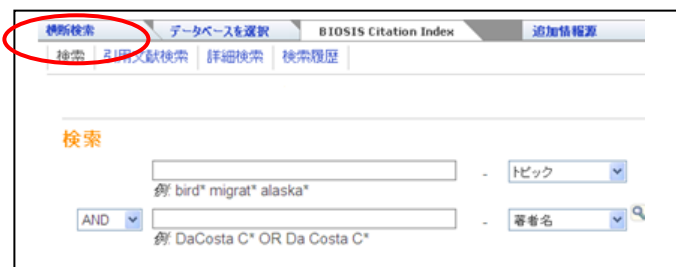 横断検索 データベースを選択 BIOSIS Citation Index 追加情報源
検索 引用文献検索 詳細検索 検索履歴
検索
- トピック
例: bird* migrat* alaska*
AND - 著者名
例: DaCosta C* OR Da Costa C*